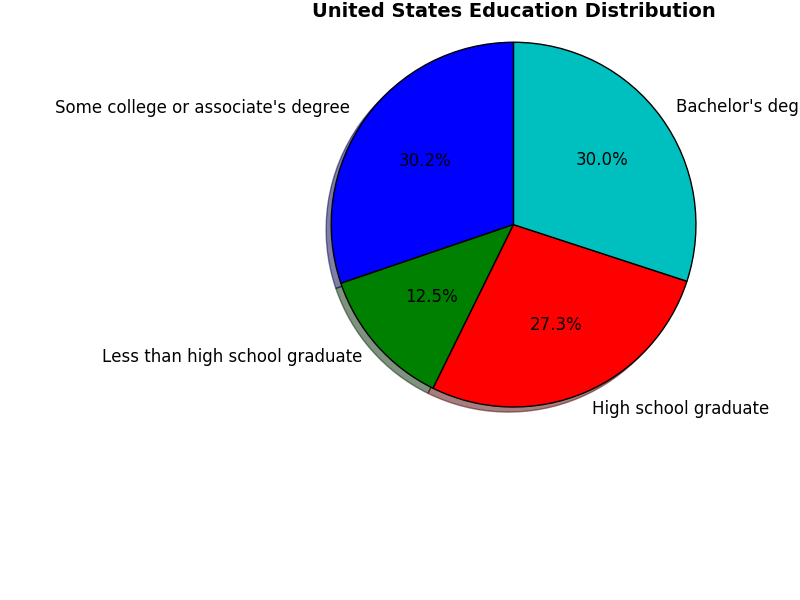 United States Education Distribution
Some college or associate's degree
Bachelor's deg
30.2%
30.0%
12.5%
27.3%
Less than high school graduate
High school graduate